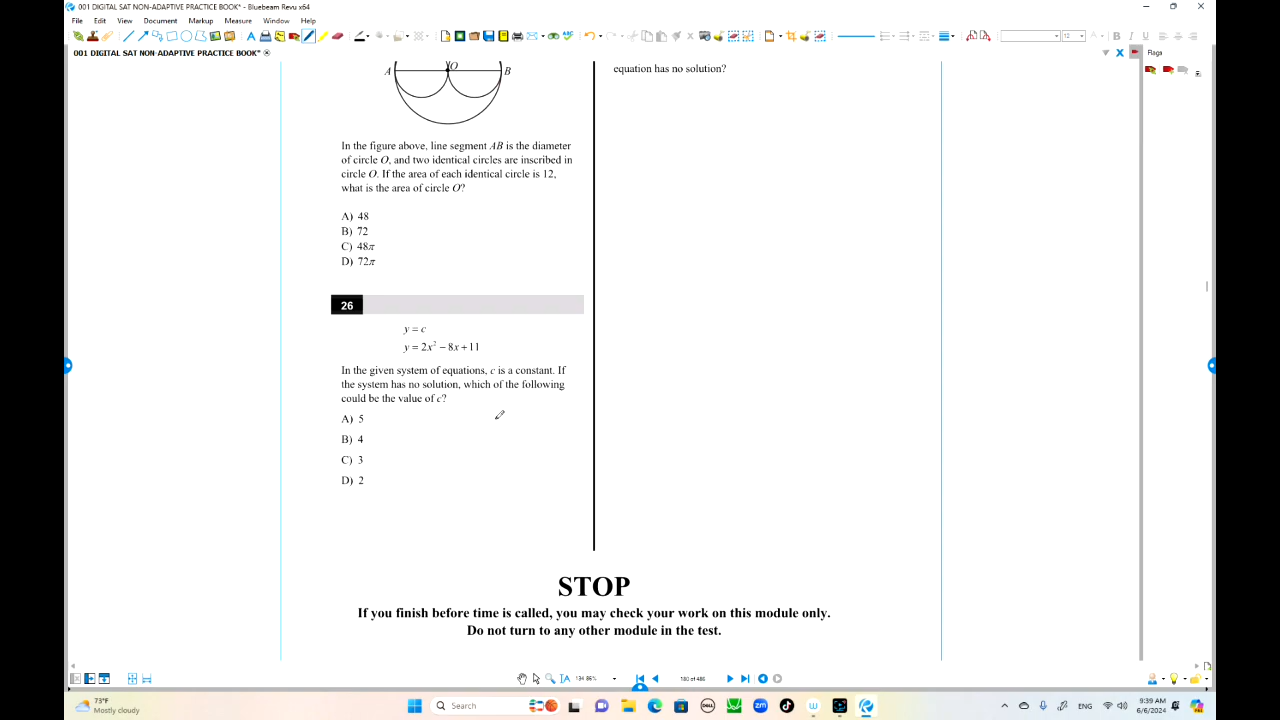 001 DIGITAL SAT NON-ADAPTIVE PRACTICE BOOK* - Bluebeam Revu x64
File Edit View Document Markup Measure Window Help
001 DIGITAL SAT NON-ADAPTIVE PRACTICE BOOK*
Rags
A O B
In the figure above, line segment AB is the diameter
of circle O, and two identical circles are inscribed in
circle O. If the area of each identical circle is 12,
what is the area of circle O?
A) 48
B) 72
C) 48π
D) 72π
26
y = c
y = 2x² − 8x + 11
In the given system of equations, c is a constant. If
the system has no solution, which of the following
could be the value of c?
A) 5
B) 4
C) 3
D) 2
equation has no solution?
STOP
If you finish before time is called, you may check your work on this module only.
Do not turn to any other module in the test.
134.86%
180 of 486
73°F
Mostly cloudy
Search
ENG
9:39 AM
6/6/2024